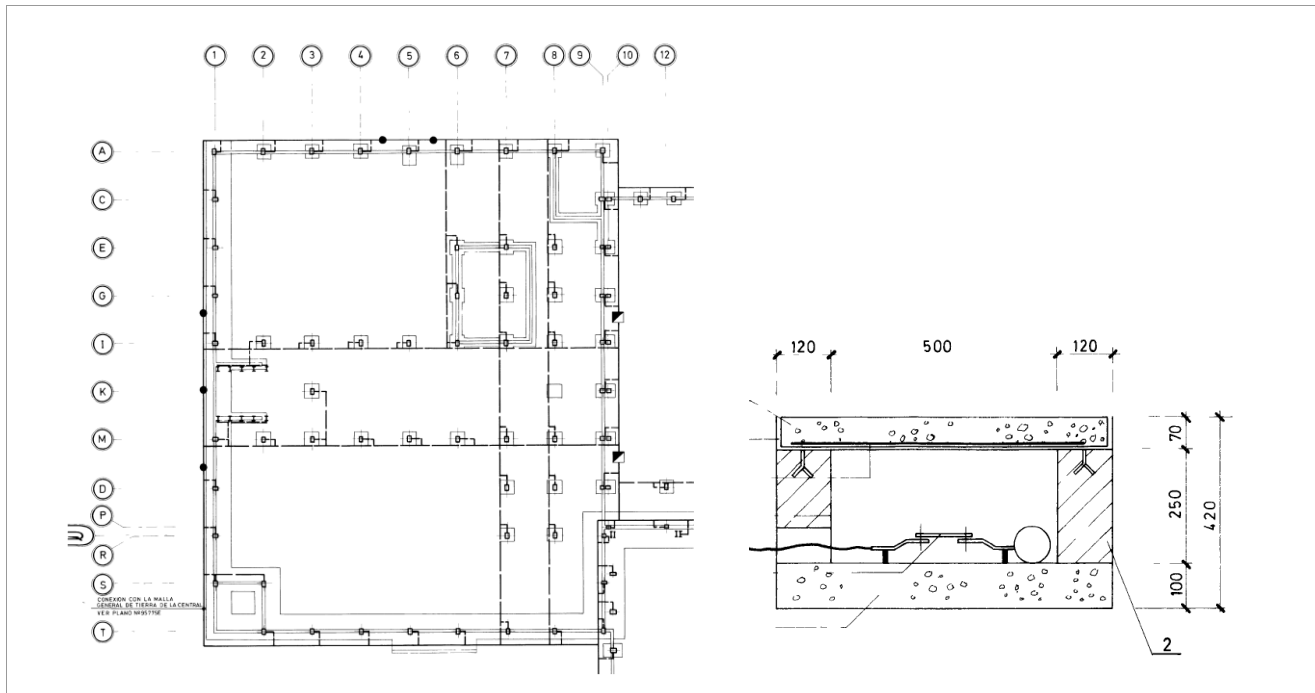 1 2 3 4 5 6 7 8 9 10 12
A
C
E
G
I
K
M
D
P
R
S
CONEXION CON LA MALLA
GENERAL DE TIERRA DE LA CENTRAL
VER PLANO Nº95775E
T
120 500 120
70
250
420
100
2